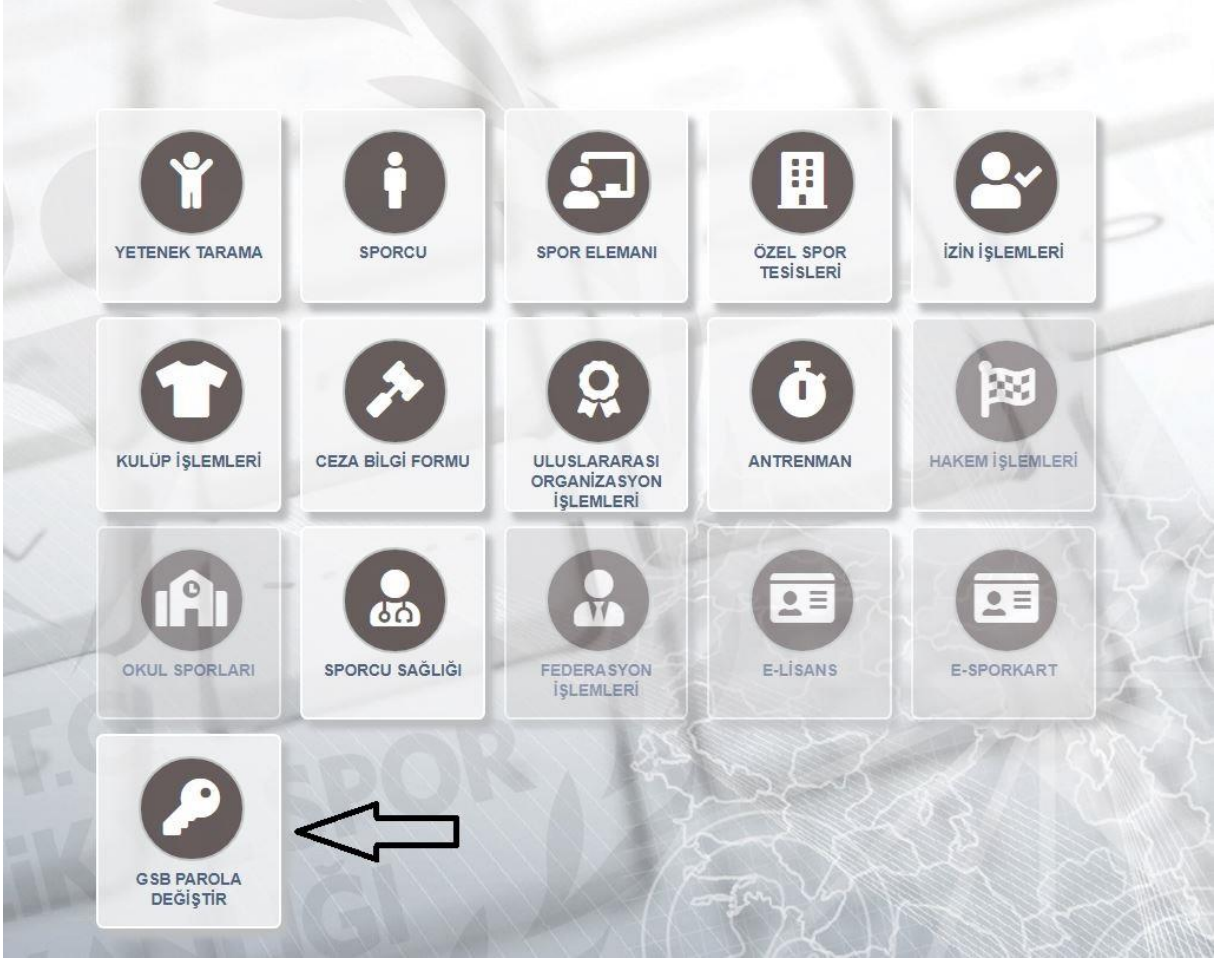 YETENEK TARAMA
SPORCU
SPOR ELEMANI
ÖZEL SPOR
TESİSLERİ
İZİN İŞLEMLERİ
KULÜP İŞLEMLERİ
CEZA BİLGİ FORMU
ULUSLARARASI
ORGANİZASYON
İŞLEMLERİ
ANTRENMAN
HAKEM İŞLEMLERİ
OKUL SPORLARI
SPORCU SAĞLIĞI
FEDERASYON
İŞLEMLERİ
E-LİSANS
E-SPORKART
GSB PAROLA
DEĞİŞTİR
T.C
SPOR